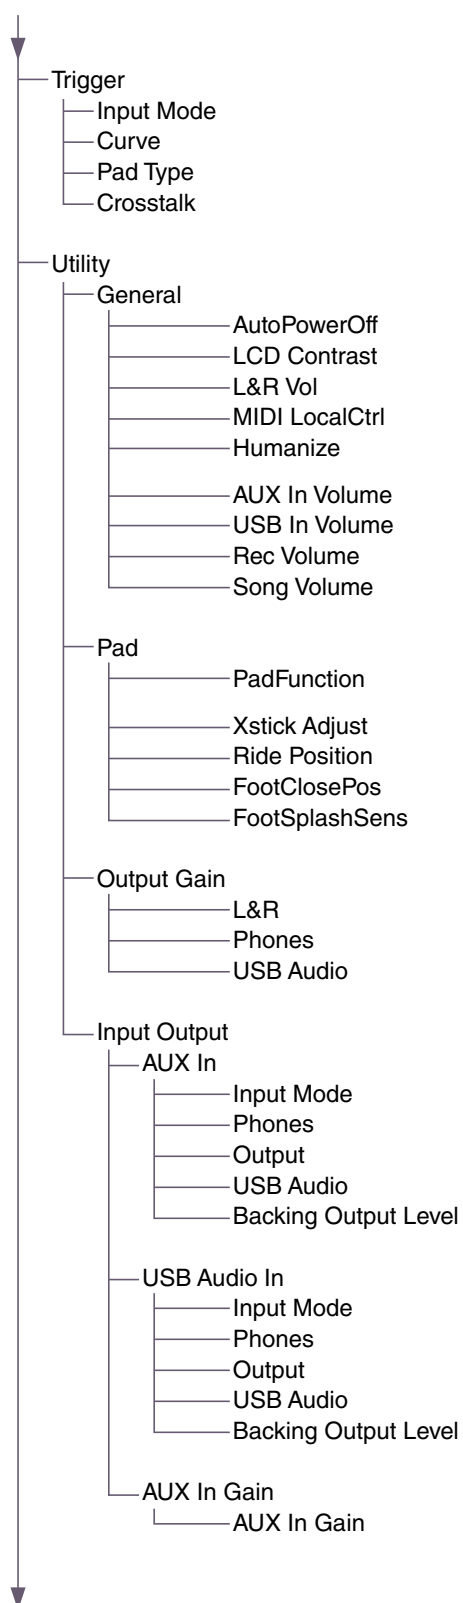 Trigger
Input Mode
Curve
Pad Type
Crosstalk
Utility
General
AutoPowerOff
LCD Contrast
L&R Vol
MIDI LocalCtrl
Humanize
AUX In Volume
USB In Volume
Rec Volume
Song Volume
Pad
PadFunction
Xstick Adjust
Ride Position
FootClosePos
FootSplashSens
Output Gain
L&R
Phones
USB Audio
Input Output
AUX In
Input Mode
Phones
Output
USB Audio
Backing Output Level
USB Audio In
Input Mode
Phones
Output
USB Audio
Backing Output Level
AUX In Gain
AUX In Gain